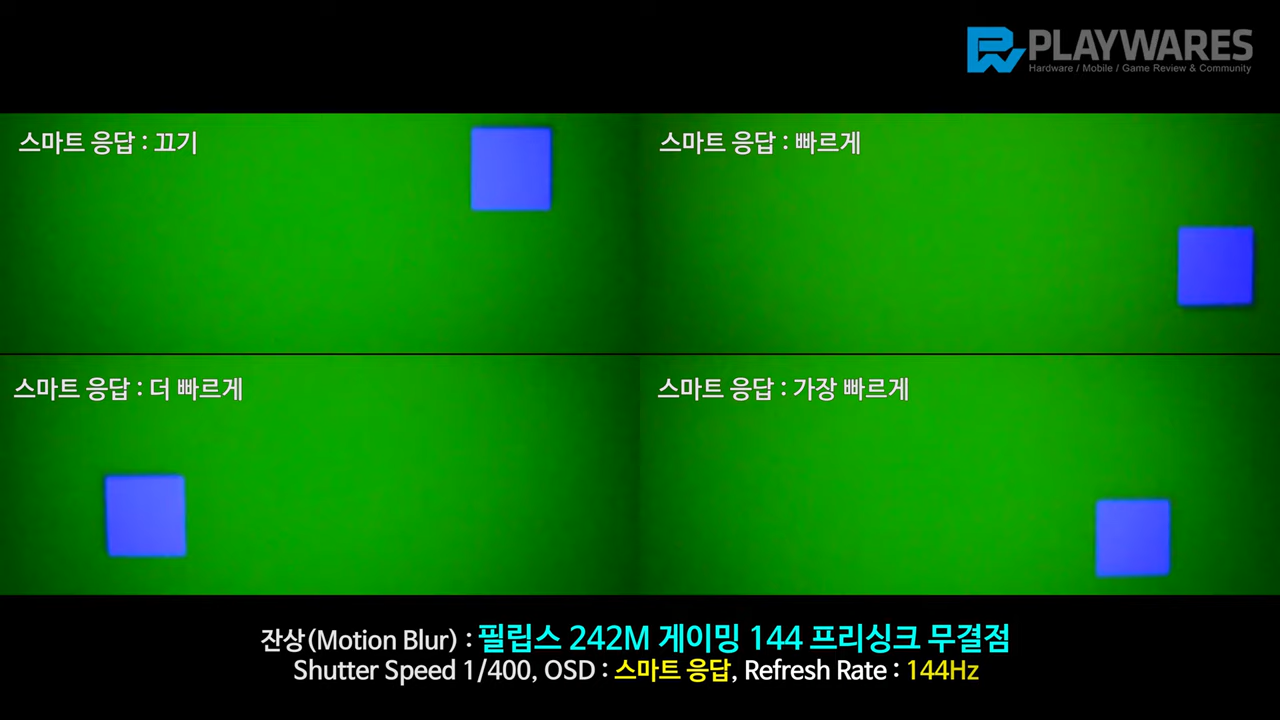 PLAYWARES
Hardware / Mobile / Game Review & Community
스마트 응답 : 끄기
스마트 응답 : 빠르게
스마트 응답 : 더 빠르게
스마트 응답 : 가장 빠르게
잔상(Motion Blur) : 필립스 242M 게이밍 144 프리싱크 무결점
Shutter Speed 1/400, OSD : 스마트 응답, Refresh Rate : 144Hz